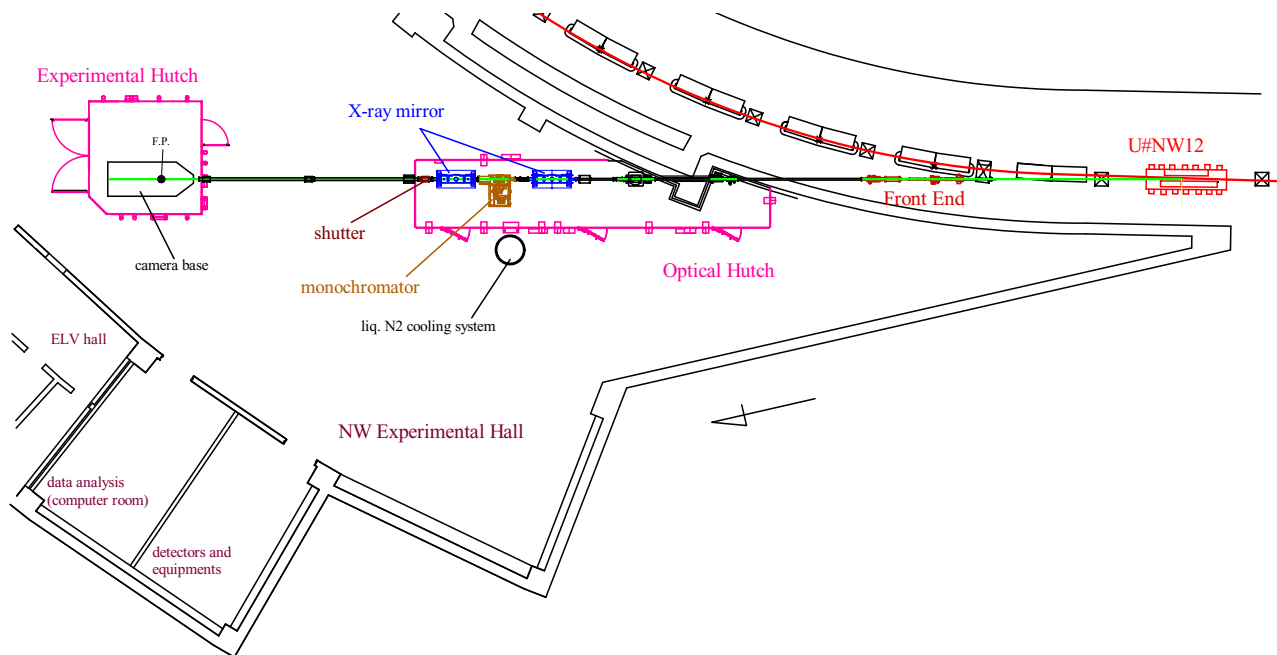 Experimental Hutch
X-ray mirror
F.P.
U#NW12
Front End
shutter
camera base
Optical Hutch
monochromator
liq. N2 cooling system
ELV hall
NW Experimental Hall
data analysis
(computer room)
detectors and
equipments